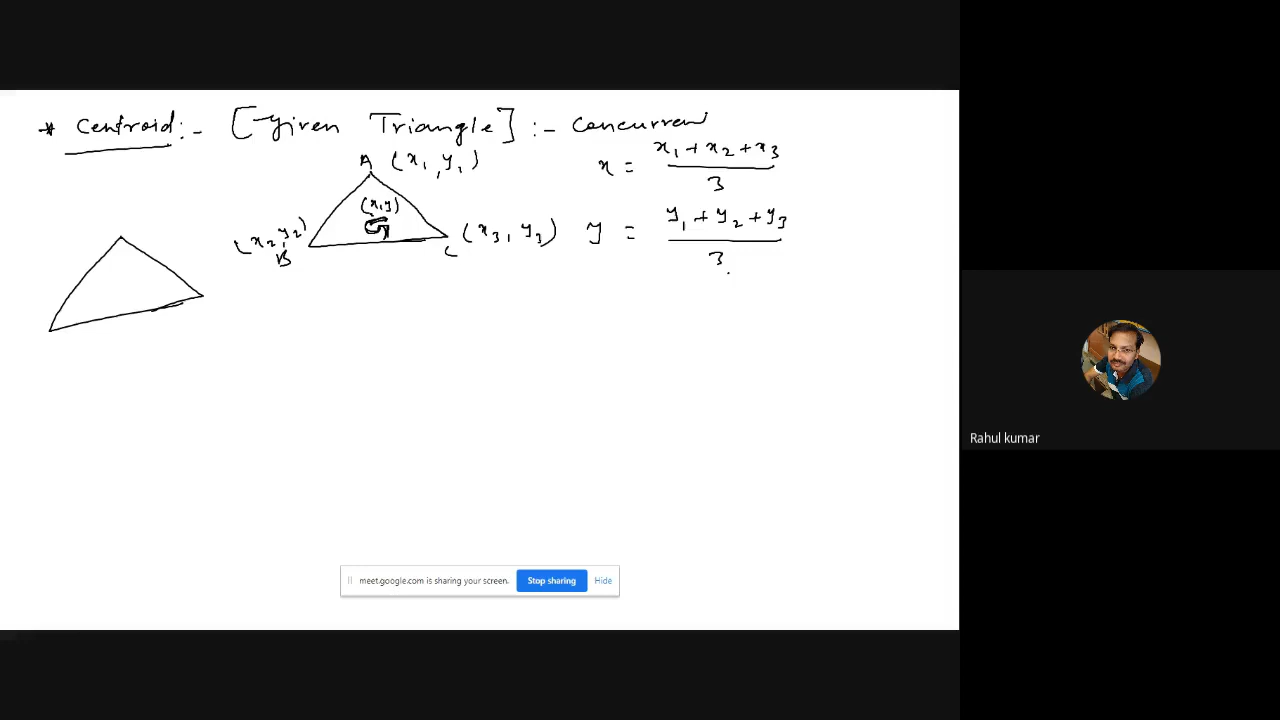 * Centroid :- [Given Triangle] :- Concurren
A (x₁, y₁)
x = x₁ + x₂ + x₃ / 3
(x, y)
G
(x₂, y₂)
B
C (x₃, y₃)
y = y₁ + y₂ + y₃ / 3
Rahul kumar
meet.google.com is sharing your screen. Stop sharing Hide